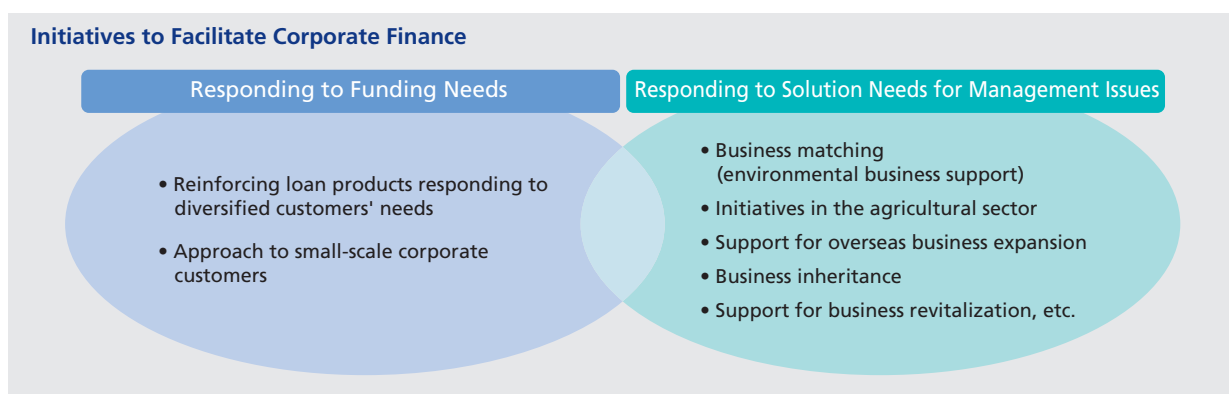 Initiatives to Facilitate Corporate Finance
Responding to Funding Needs
• Reinforcing loan products responding to
diversified customers' needs
• Approach to small-scale corporate
customers
Responding to Solution Needs for Management Issues
• Business matching
(environmental business support)
• Initiatives in the agricultural sector
• Support for overseas business expansion
• Business inheritance
• Support for business revitalization, etc.